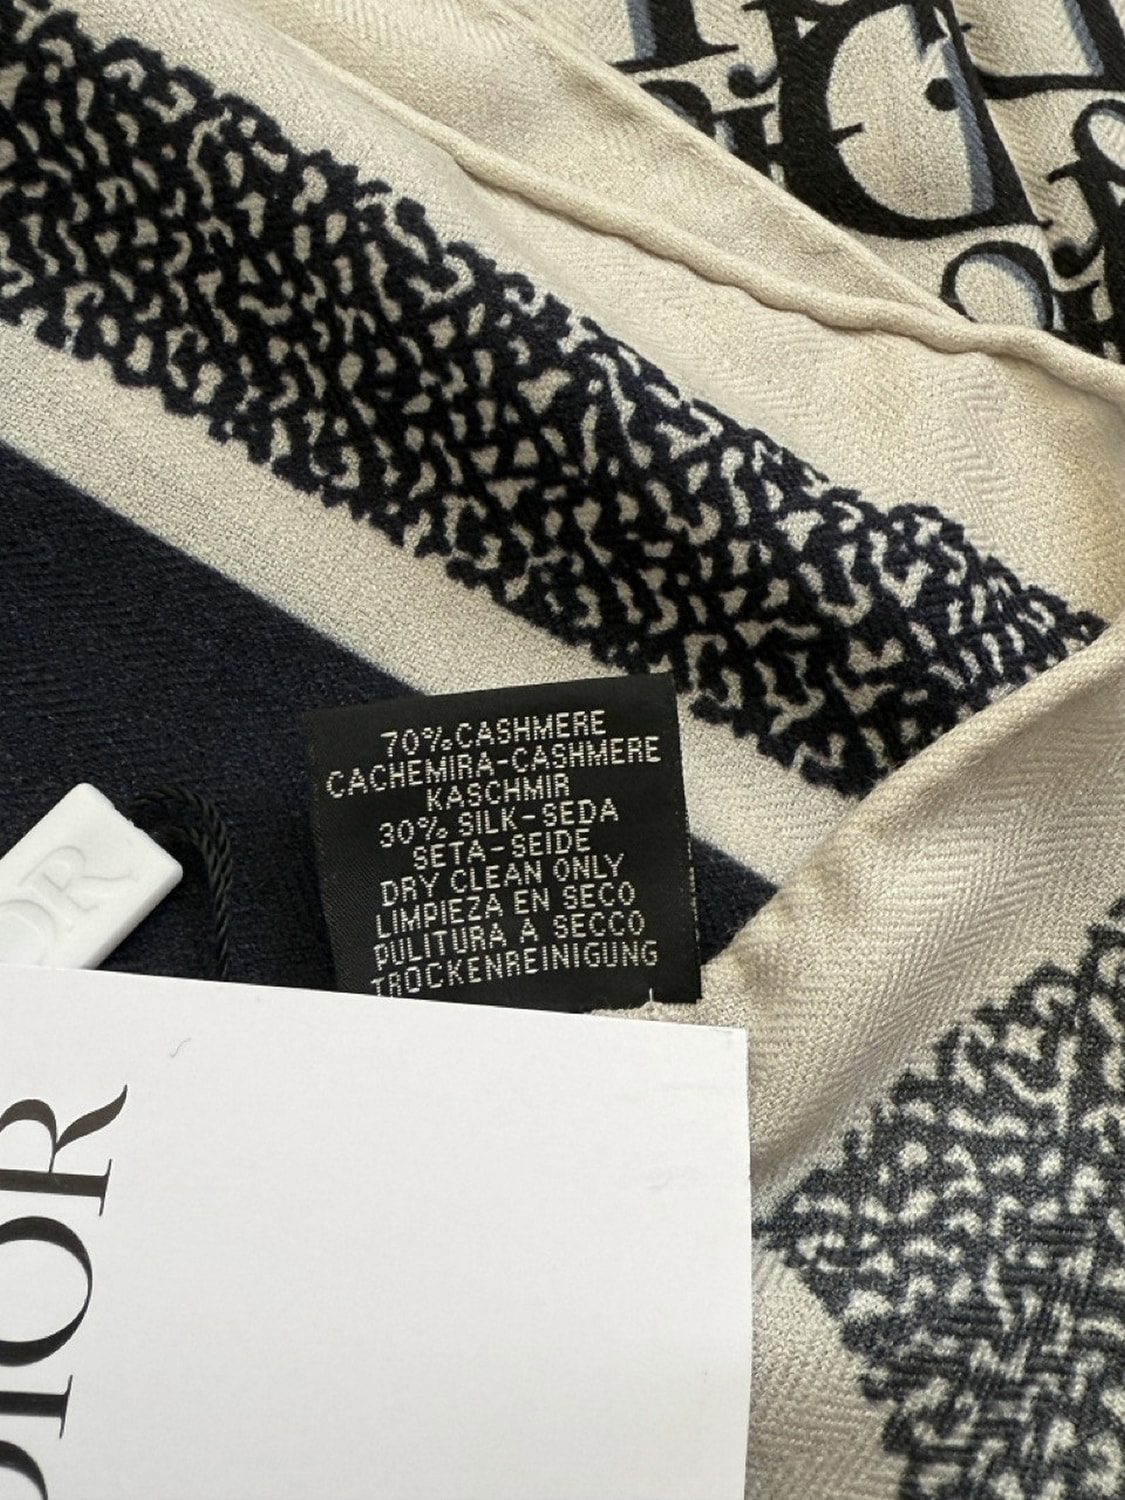 70% CASHMERE
CACHEMIRA-CASHMERE
KASCHMIR
30% SILK-SEDA
SETA-SEIDE
DRY CLEAN ONLY
LIMPIEZA EN SECO
PULITURA A SECCO
TROCKENREINIGUNG
DIOR